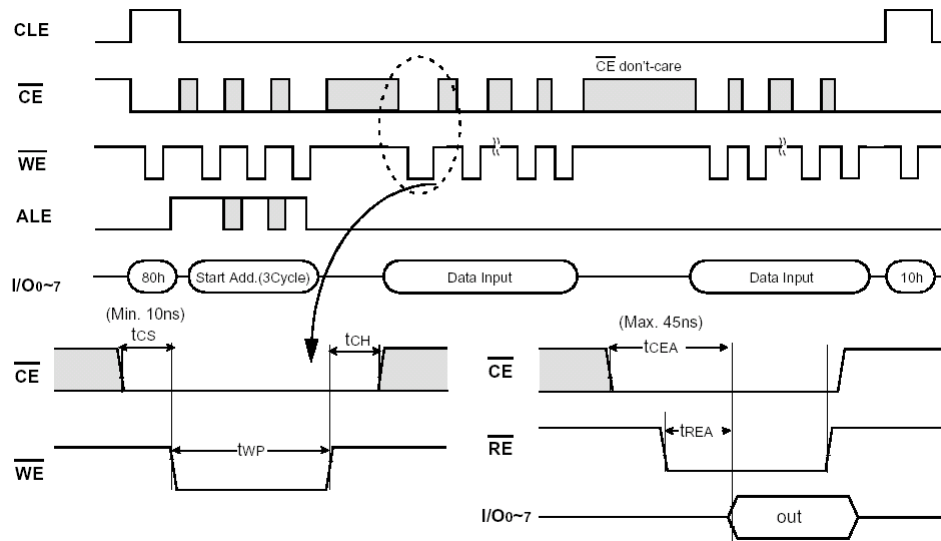 CLE
CE don't-care
CE
WE
ALE
I/O0~7 80h Start Add.(3Cycle) Data Input Data Input 10h
(Min. 10ns)
tCS tCH
CE
tWP
WE
(Max. 45ns)
tCEA
CE
tREA
RE
I/O0~7 out